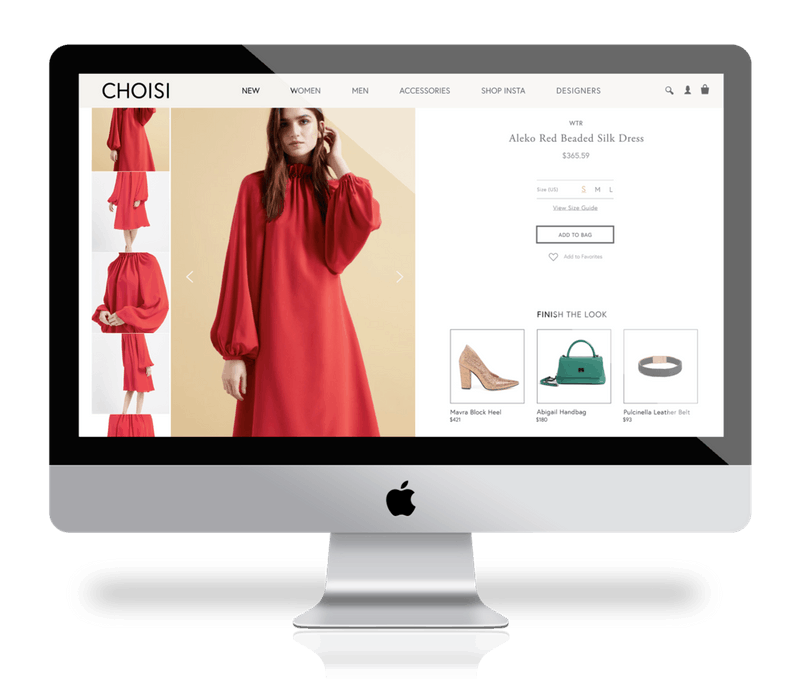 CHOISI
NEW WOMEN MEN ACCESSORIES SHOP INSTA DESIGNERS
WTR
Aleko Red Beaded Silk Dress
$365.59
Size (US) S M L
View Size Guide
ADD TO BAG
Add to Favorites
FINISH THE LOOK
Mavra Block Heel Abigail Handbag Pulcinella Leather Belt
$421 $180 $93